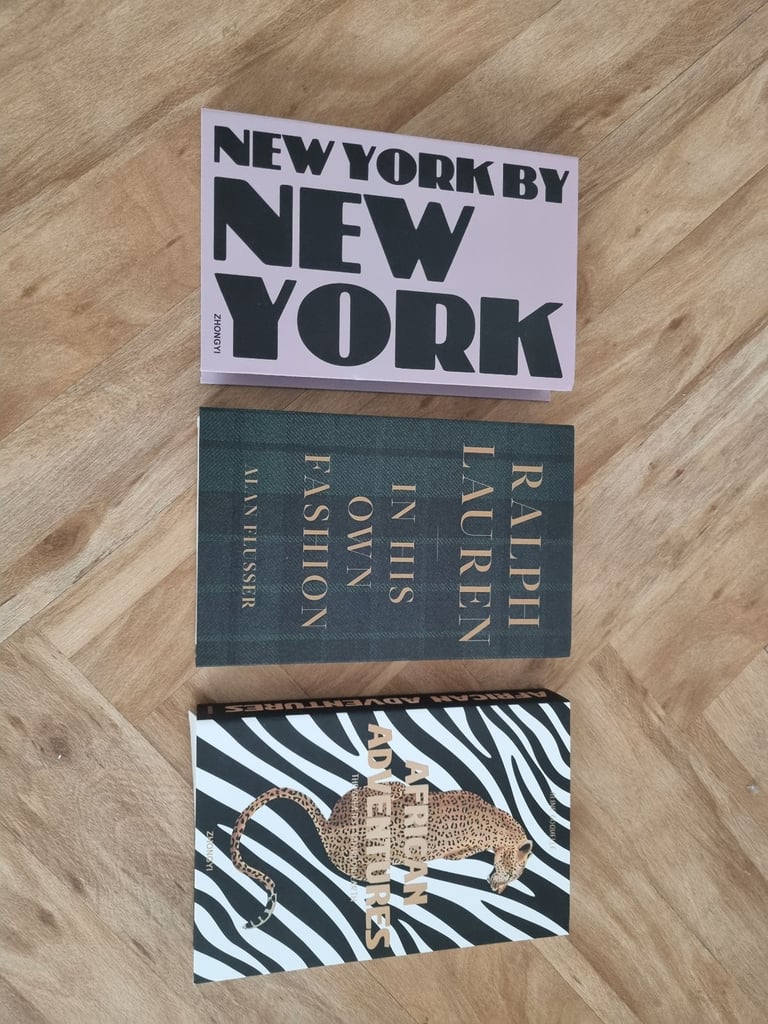 NEW YORK BY
NEW
YORK
ZHONGYI
RALPH
LAUREN
IN HIS
OWN
FASHION
ALAN FLUSSER
AFRICAN ADVENTURES
AFRICAN
ADVENTURES
ZHONGYI